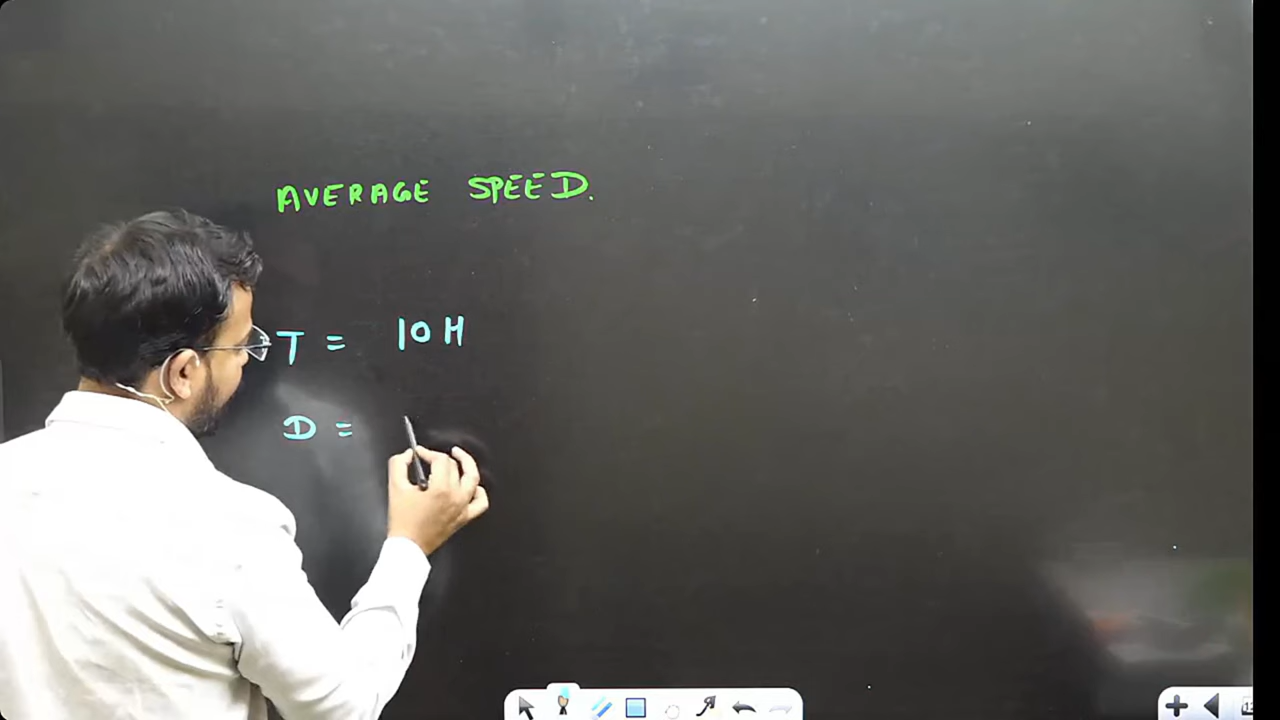 AVERAGE SPEED.
T = 10 H
D =